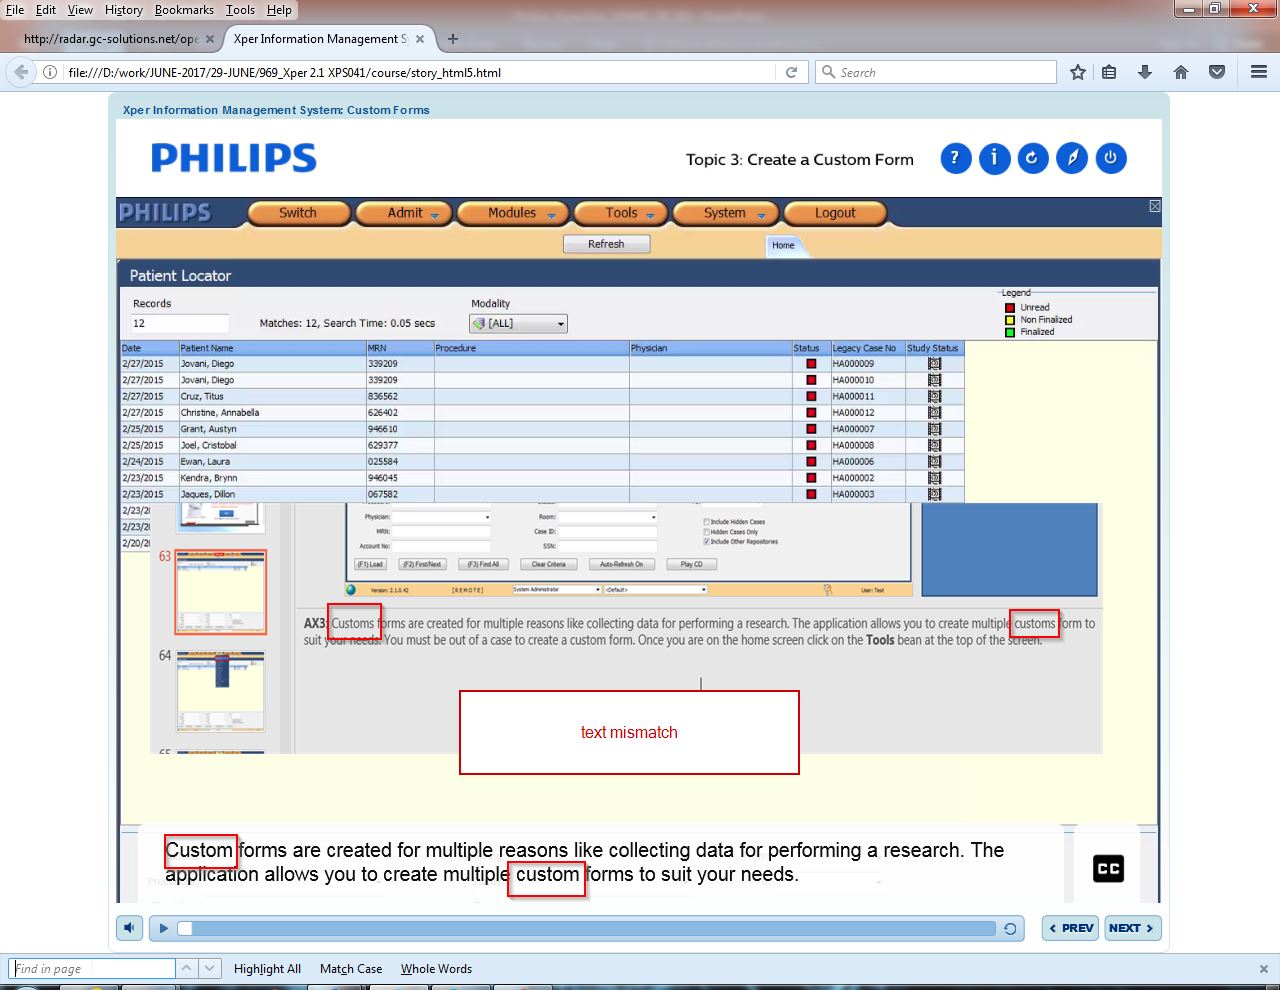 File Edit View History Bookmarks Tools Help
http://radar.gc-solutions.net/ope
Xper Information Management Sy
file:///D:/work/JUNE-2017/29-JUNE/969_Xper 2.1 XPS041/course/story_html5.html
Search
Xper Information Management System: Custom Forms
PHILIPS
Topic 3: Create a Custom Form
? i
PHILIPS Switch Admit Modules Tools System Logout
Refresh Home
Patient Locator
Records
12
Matches: 12, Search Time: 0.05 secs
Modality
[ALL]
Legend
Unread
Non Finalized
Finalized
Date Patient Name MRN Procedure Physician Status Legacy Case No Study Status
2/27/2015 Jovani, Diego 339209 HA000009
2/27/2015 Jovani, Diego 339209 HA000010
2/27/2015 Cruz, Titus 836562 HA000011
2/27/2015 Christine, Annabella 626402 HA000012
2/25/2015 Grant, Austyn 946610 HA000007
2/25/2015 Joel, Cristobal 629377 HA000008
2/24/2015 Ewan, Laura 025584 HA000006
2/23/2015 Kendra, Brynn 946045 HA000002
2/23/2015 Jaques, Dillon 067582 HA000003
2/23/2
2/23/2
2/20/20
Physician: Room: Include Hidden Cases
MRN: Case ID: Hidden Cases Only
Account No: SSN: Include Other Repositories
(F1) Load (F2) First/Next (F3) Find All Clear Criteria Auto-Refresh On Play CD
Version: 2.1.0.42 [REMOTE] System Administrator <Default> User: Test
63
64
65
AX3: Customs forms are created for multiple reasons like collecting data for performing a research. The application allows you to create multiple customs form to
suit your needs. You must be out of a case to create a custom form. Once you are on the home screen click on the Tools bean at the top of the screen.
text mismatch
Custom forms are created for multiple reasons like collecting data for performing a research. The
application allows you to create multiple custom forms to suit your needs.
CC
PREV NEXT
Find in page Highlight All Match Case Whole Words